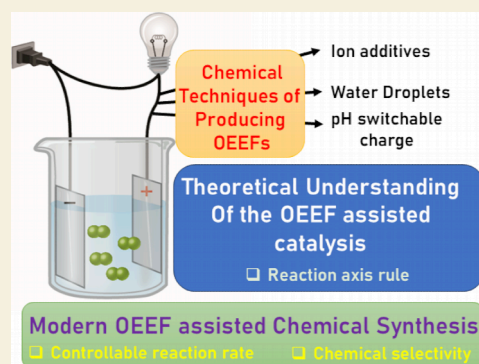 Chemical
Techniques of
Producing
OEEFs
Ion additives
Water Droplets
pH switchable
charge
- +
Theoretical Understanding
Of the OEEF assisted
catalysis
❑ Reaction axis rule
Modern OEEF assisted Chemical Synthesis
❑ Controllable reaction rate ❑ Chemical selectivity